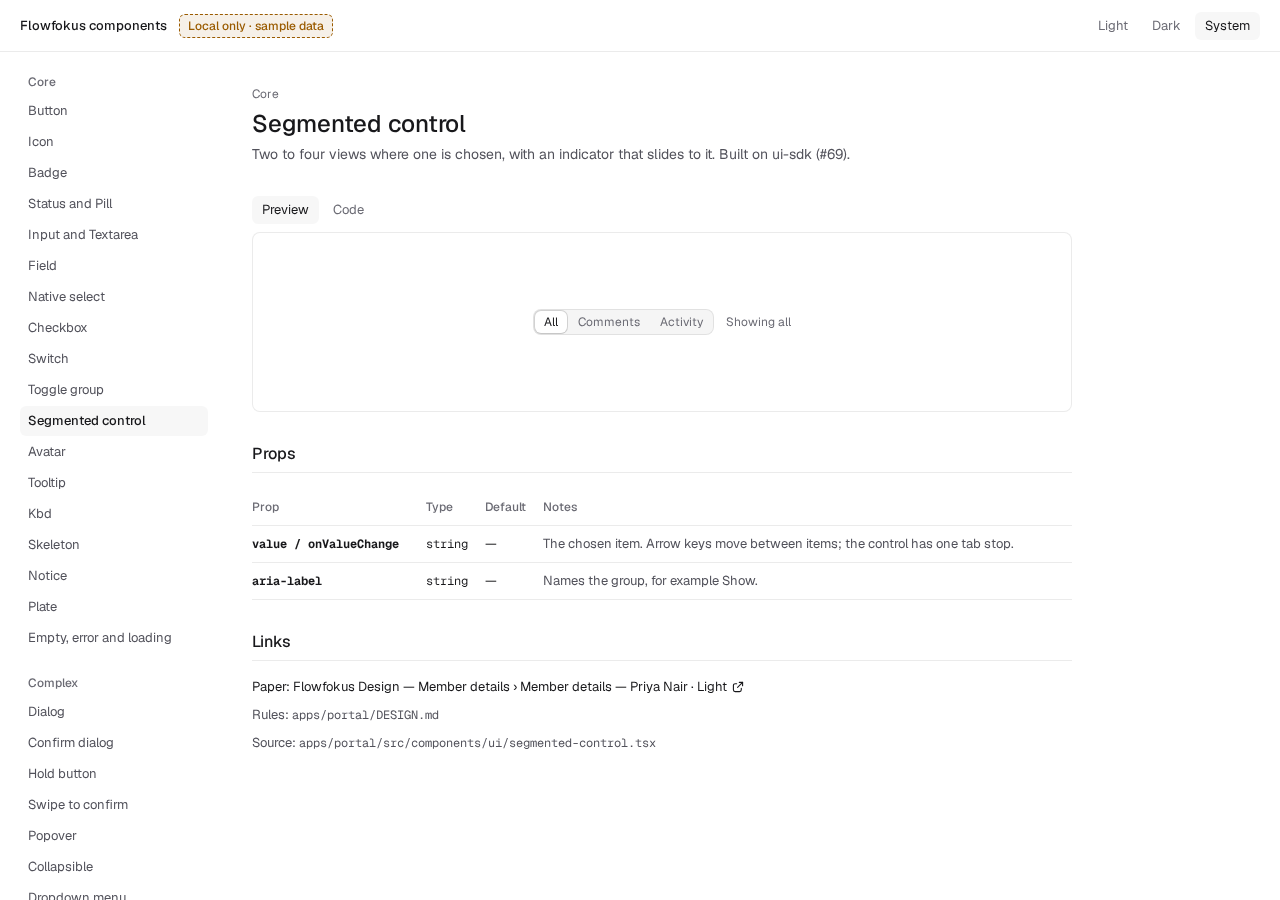 Flowfokus components
Local only · sample data
Light
Dark
System
Core
Button
Icon
Badge
Status and Pill
Input and Textarea
Field
Native select
Checkbox
Switch
Toggle group
Segmented control
Avatar
Tooltip
Kbd
Skeleton
Notice
Plate
Empty, error and loading
Complex
Dialog
Confirm dialog
Hold button
Swipe to confirm
Popover
Collapsible
Dropdown menu
Core
Segmented control
Two to four views where one is chosen, with an indicator that slides to it. Built on ui-sdk (#69).
Preview
Code
All
Comments
Activity
Showing all
Props
Prop Type Default Notes
value / onValueChange string — The chosen item. Arrow keys move between items; the control has one tab stop.
aria-label string — Names the group, for example Show.
Links
Paper: Flowfokus Design — Member details › Member details — Priya Nair · Light
Rules: apps/portal/DESIGN.md
Source: apps/portal/src/components/ui/segmented-control.tsx